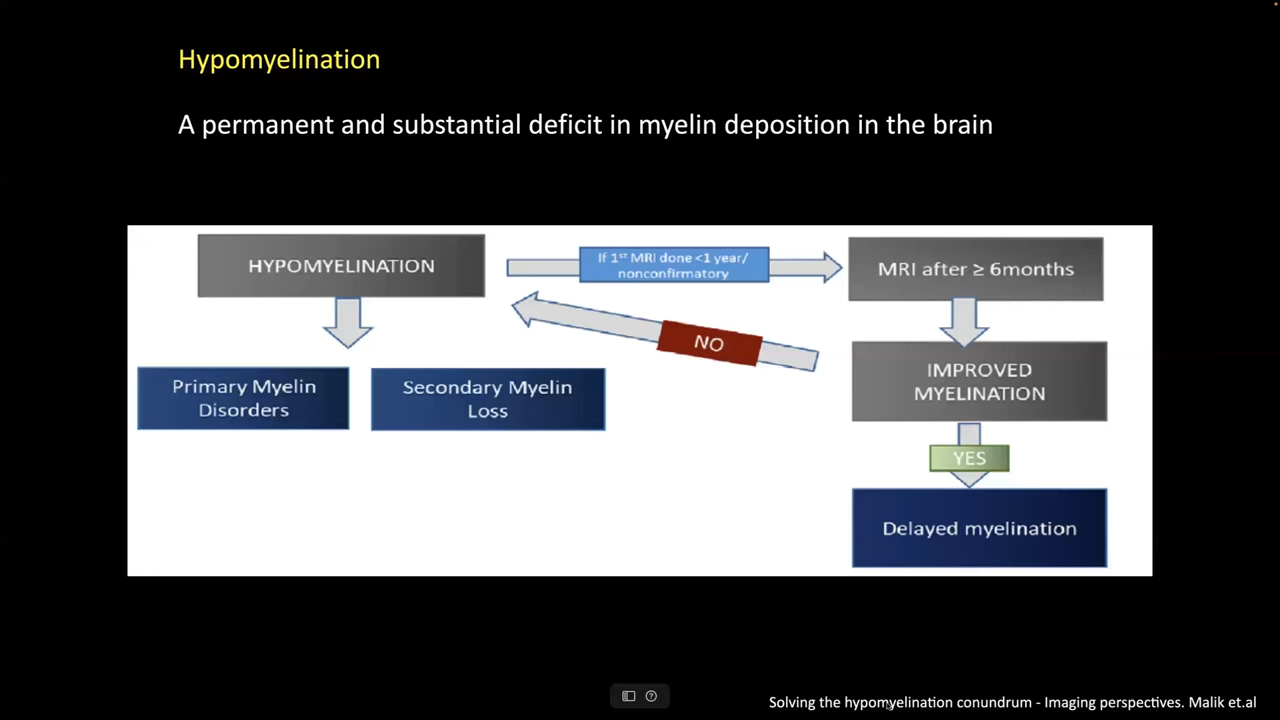 Hypomyelination
A permanent and substantial deficit in myelin deposition in the brain
HYPOMYELINATION
If 1st MRI done <1 year/
nonconfirmatory
MRI after ≥ 6months
NO
IMPROVED
MYELINATION
Primary Myelin
Disorders
Secondary Myelin
Loss
YES
Delayed myelination
Solving the hypomyelination conundrum - Imaging perspectives. Malik et.al